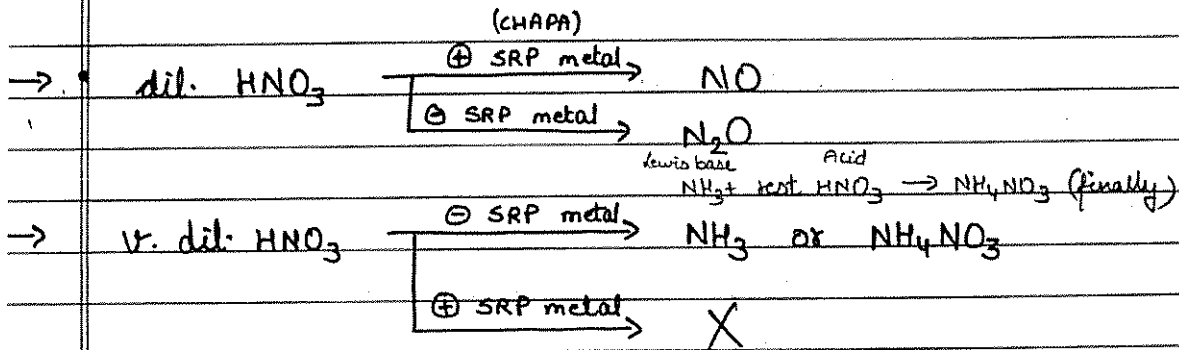 (CHAPA)
→ • dil. HNO₃ ⊕ SRP metal → NO
⊖ SRP metal → N₂O
Lewis base Acid
NH₃ + rest HNO₃ → NH₄NO₃ (finally)
→ v. dil. HNO₃ ⊖ SRP metal → NH₃ or NH₄NO₃
⊕ SRP metal → X